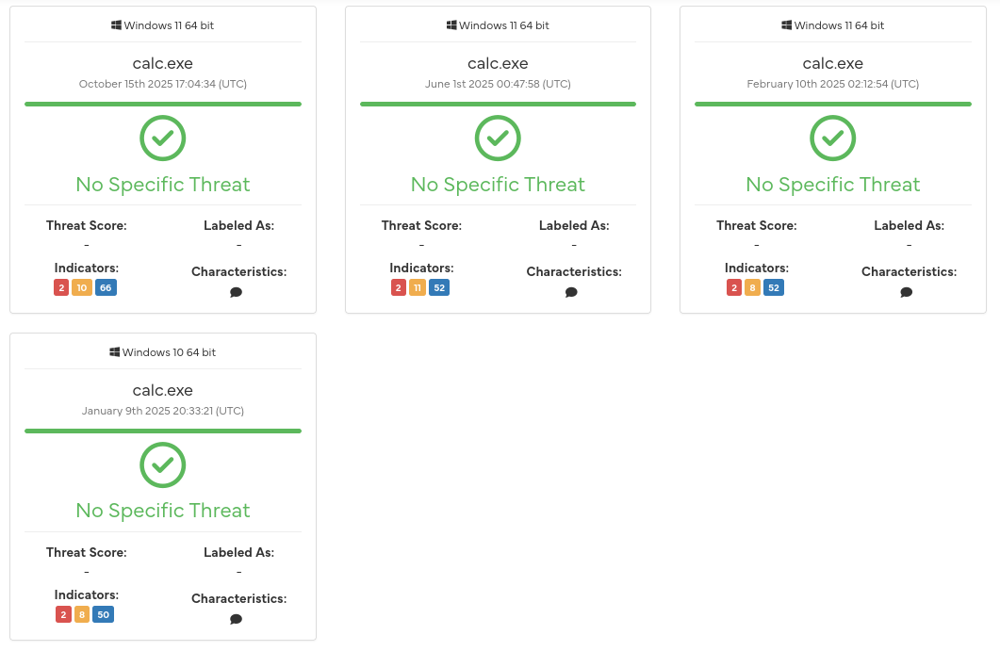 Windows 11 64 bit
calc.exe
October 15th 2025 17:04:34 (UTC)
No Specific Threat
Threat Score:
-
Labeled As:
-
Indicators:
2 10 66
Characteristics:
Windows 11 64 bit
calc.exe
June 1st 2025 00:47:58 (UTC)
No Specific Threat
Threat Score:
-
Labeled As:
-
Indicators:
2 11 52
Characteristics:
Windows 11 64 bit
calc.exe
February 10th 2025 02:12:54 (UTC)
No Specific Threat
Threat Score:
-
Labeled As:
-
Indicators:
2 8 52
Characteristics:
Windows 10 64 bit
calc.exe
January 9th 2025 20:33:21 (UTC)
No Specific Threat
Threat Score:
-
Labeled As:
-
Indicators:
2 8 50
Characteristics: